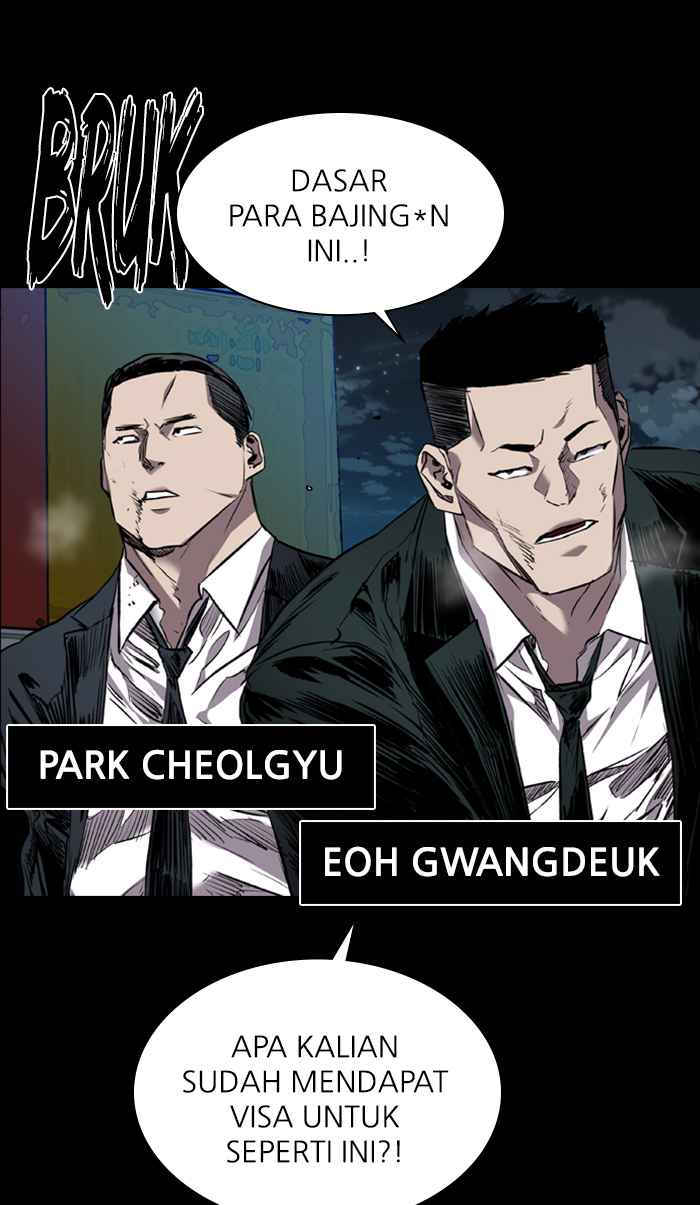 BRUK
DASAR
PARA BAJING*N
INI..!
PARK CHEOLGYU
EOH GWANGDEUK
APA KALIAN
SUDAH MENDAPAT
VISA UNTUK
SEPERTI INI?!